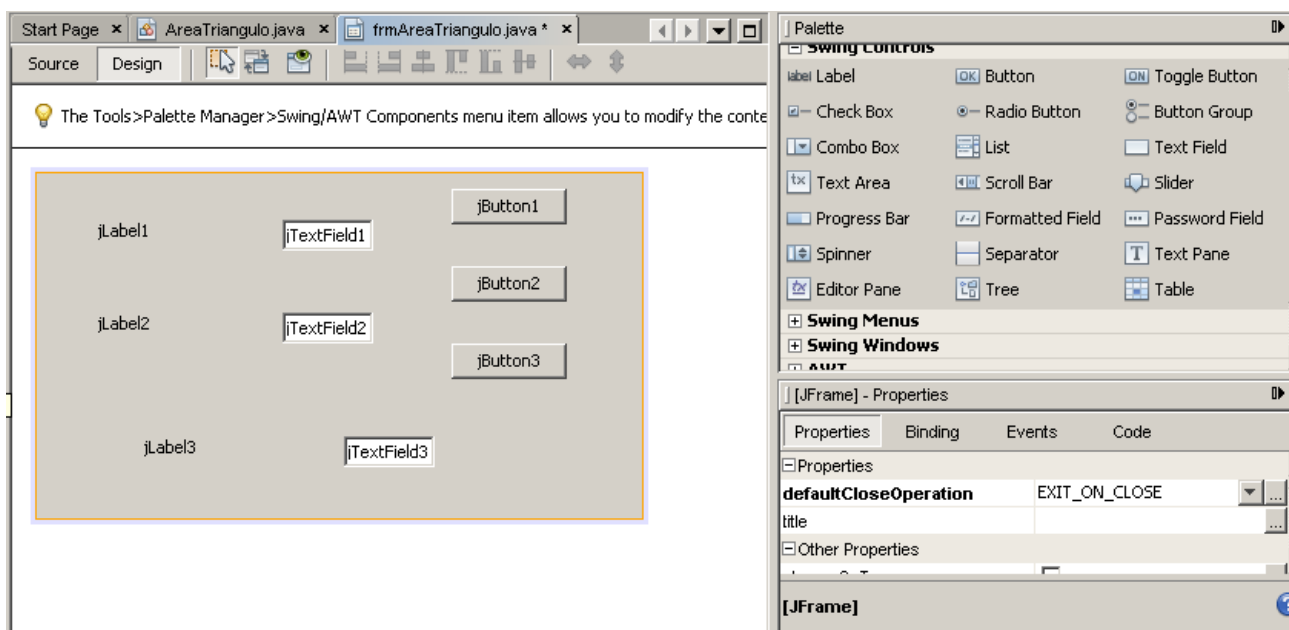 Start Page AreaTriangulo.java frmAreaTriangulo.java *
Source Design
The Tools>Palette Manager>Swing/AWT Components menu item allows you to modify the conte
jLabel1 jTextField1 jButton1
jButton2
jLabel2 jTextField2
jButton3
jLabel3 jTextField3
Palette
Swing Controls
label Label OK Button ON Toggle Button
Check Box Radio Button Button Group
Combo Box List Text Field
tx Text Area Scroll Bar Slider
Progress Bar Formatted Field Password Field
Spinner Separator T Text Pane
tx Editor Pane Tree Table
Swing Menus
Swing Windows
AWT
[JFrame] - Properties
Properties Binding Events Code
Properties
defaultCloseOperation EXIT_ON_CLOSE ...
title ...
Other Properties
[JFrame] ?